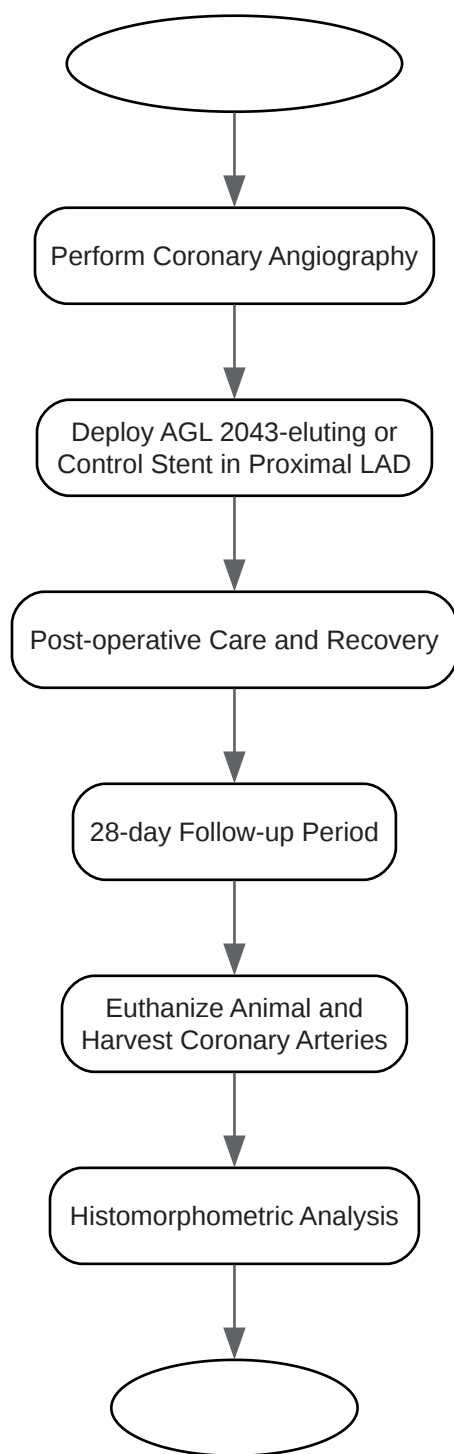 Perform Coronary Angiography
Deploy AGL 2043-eluting or
Control Stent in Proximal LAD
Post-operative Care and Recovery
28-day Follow-up Period
Euthanize Animal and
Harvest Coronary Arteries
Histomorphometric Analysis